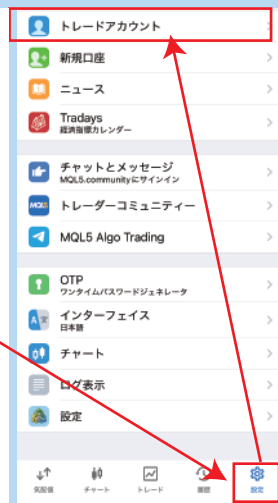 トレードアカウント
新規口座
ニュース
Tradays
経済指標カレンダー
チャットとメッセージ
MQL5.communityにサインイン
MQL5
トレーダーコミュニティー
MQL5 Algo Trading
OTP
ワンタイムパスワードジェネレータ
インターフェイス
日本語
チャート
ログ表示
設定
気配値 チャート トレード 履歴 設定